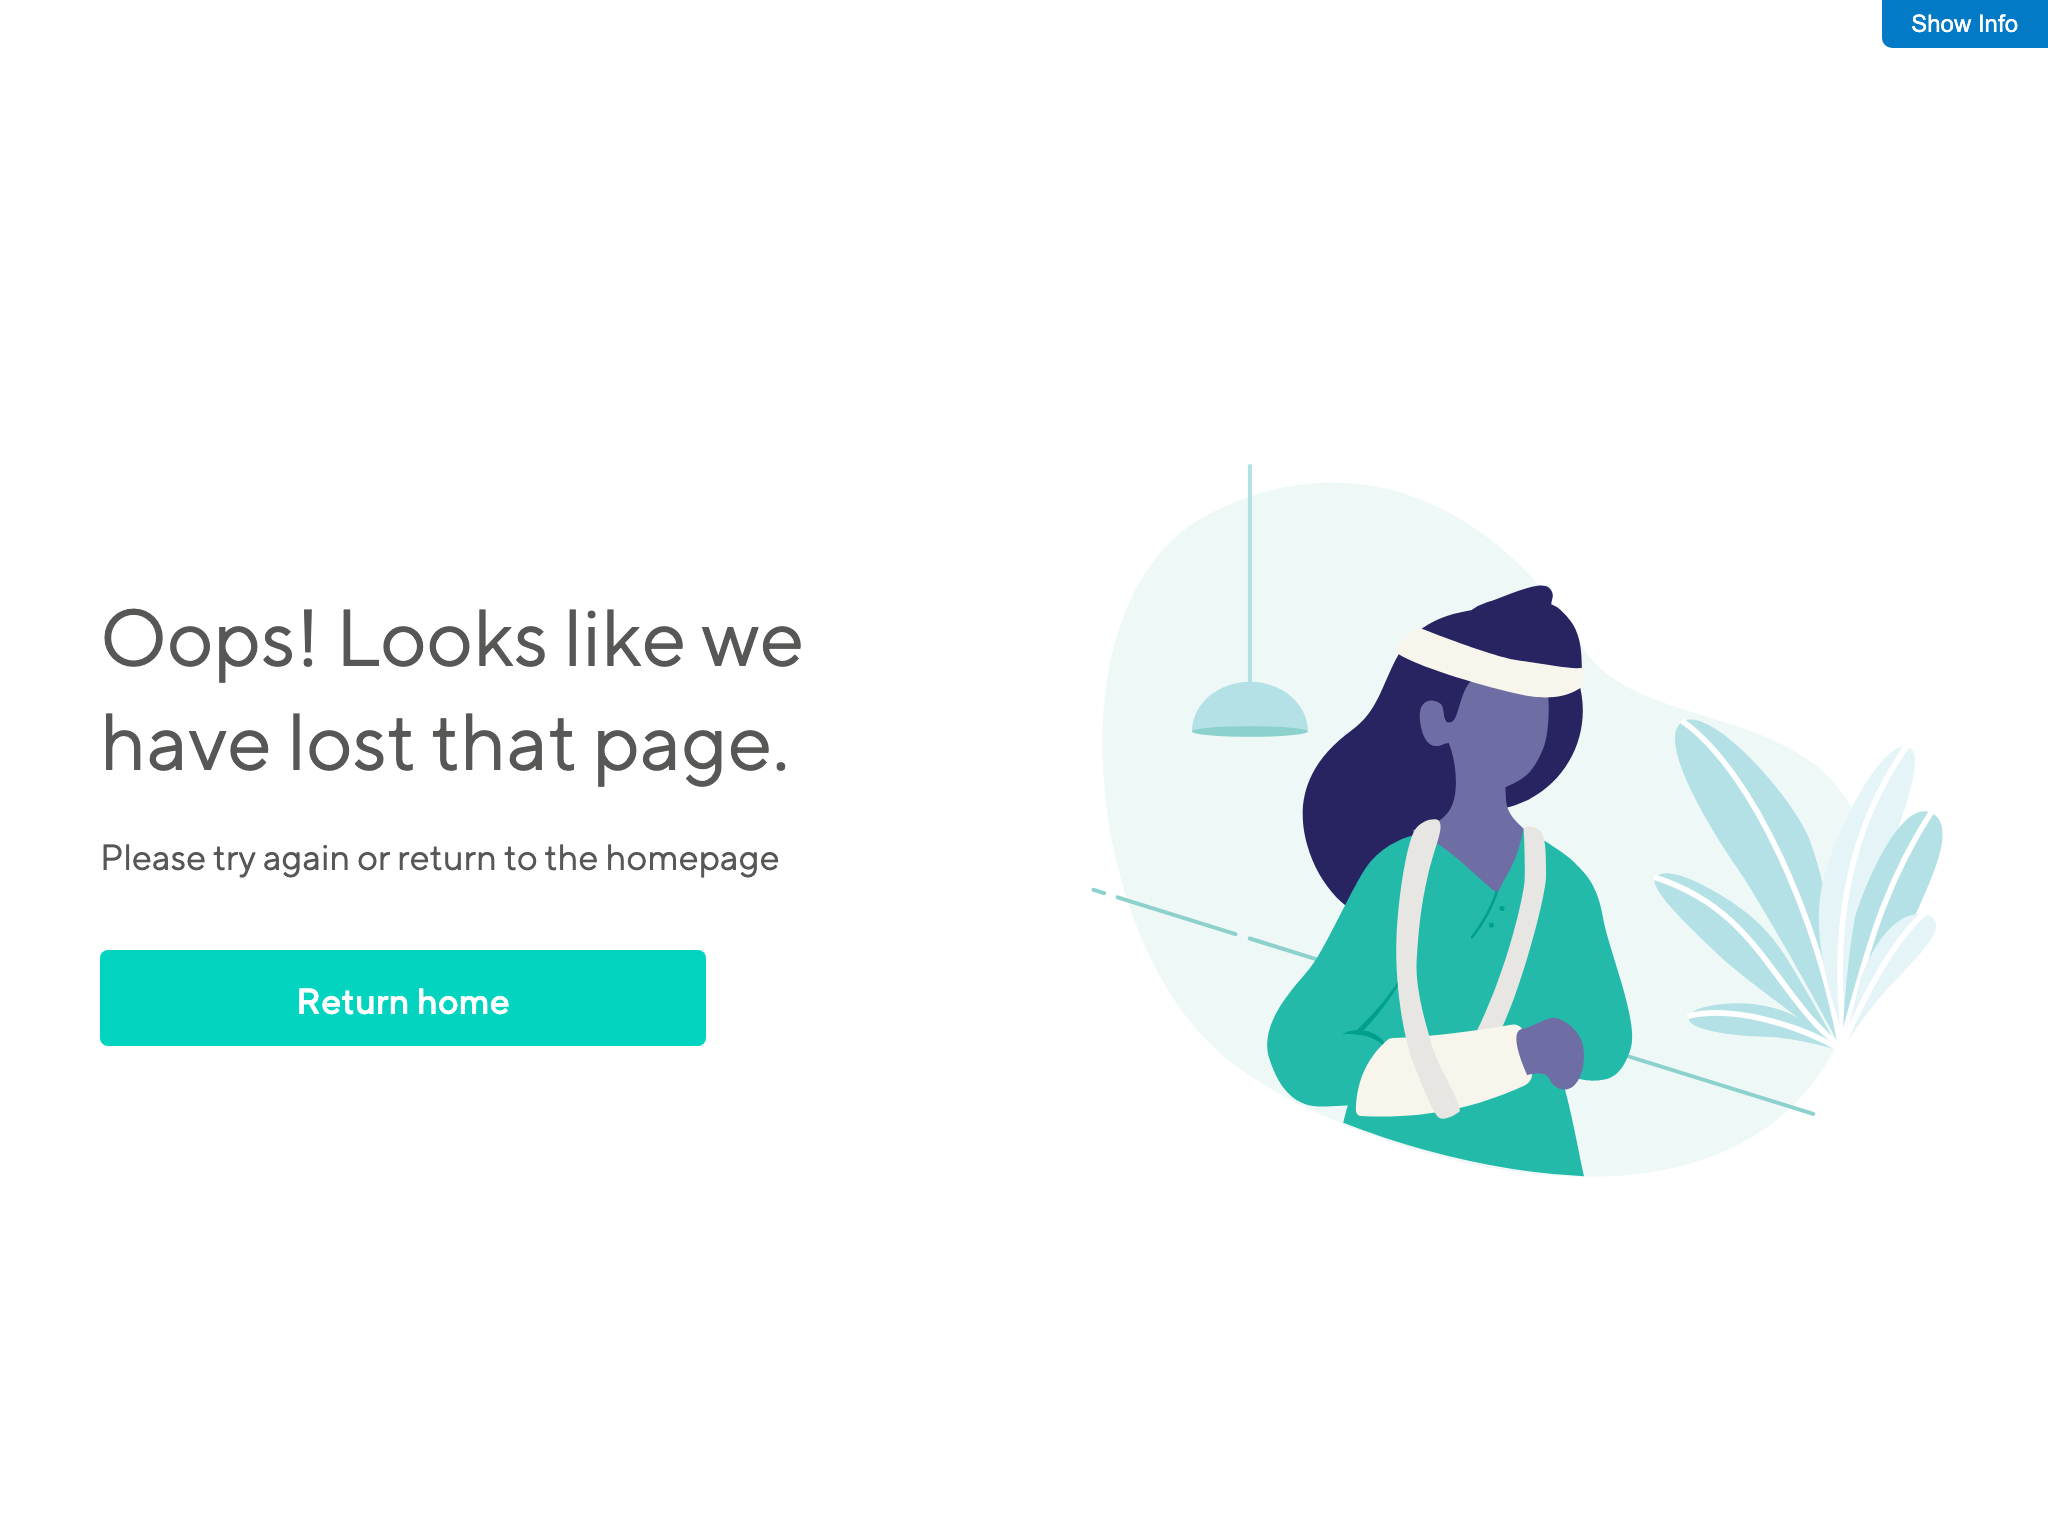 Show Info
Oops! Looks like we
have lost that page.
Please try again or return to the homepage
Return home